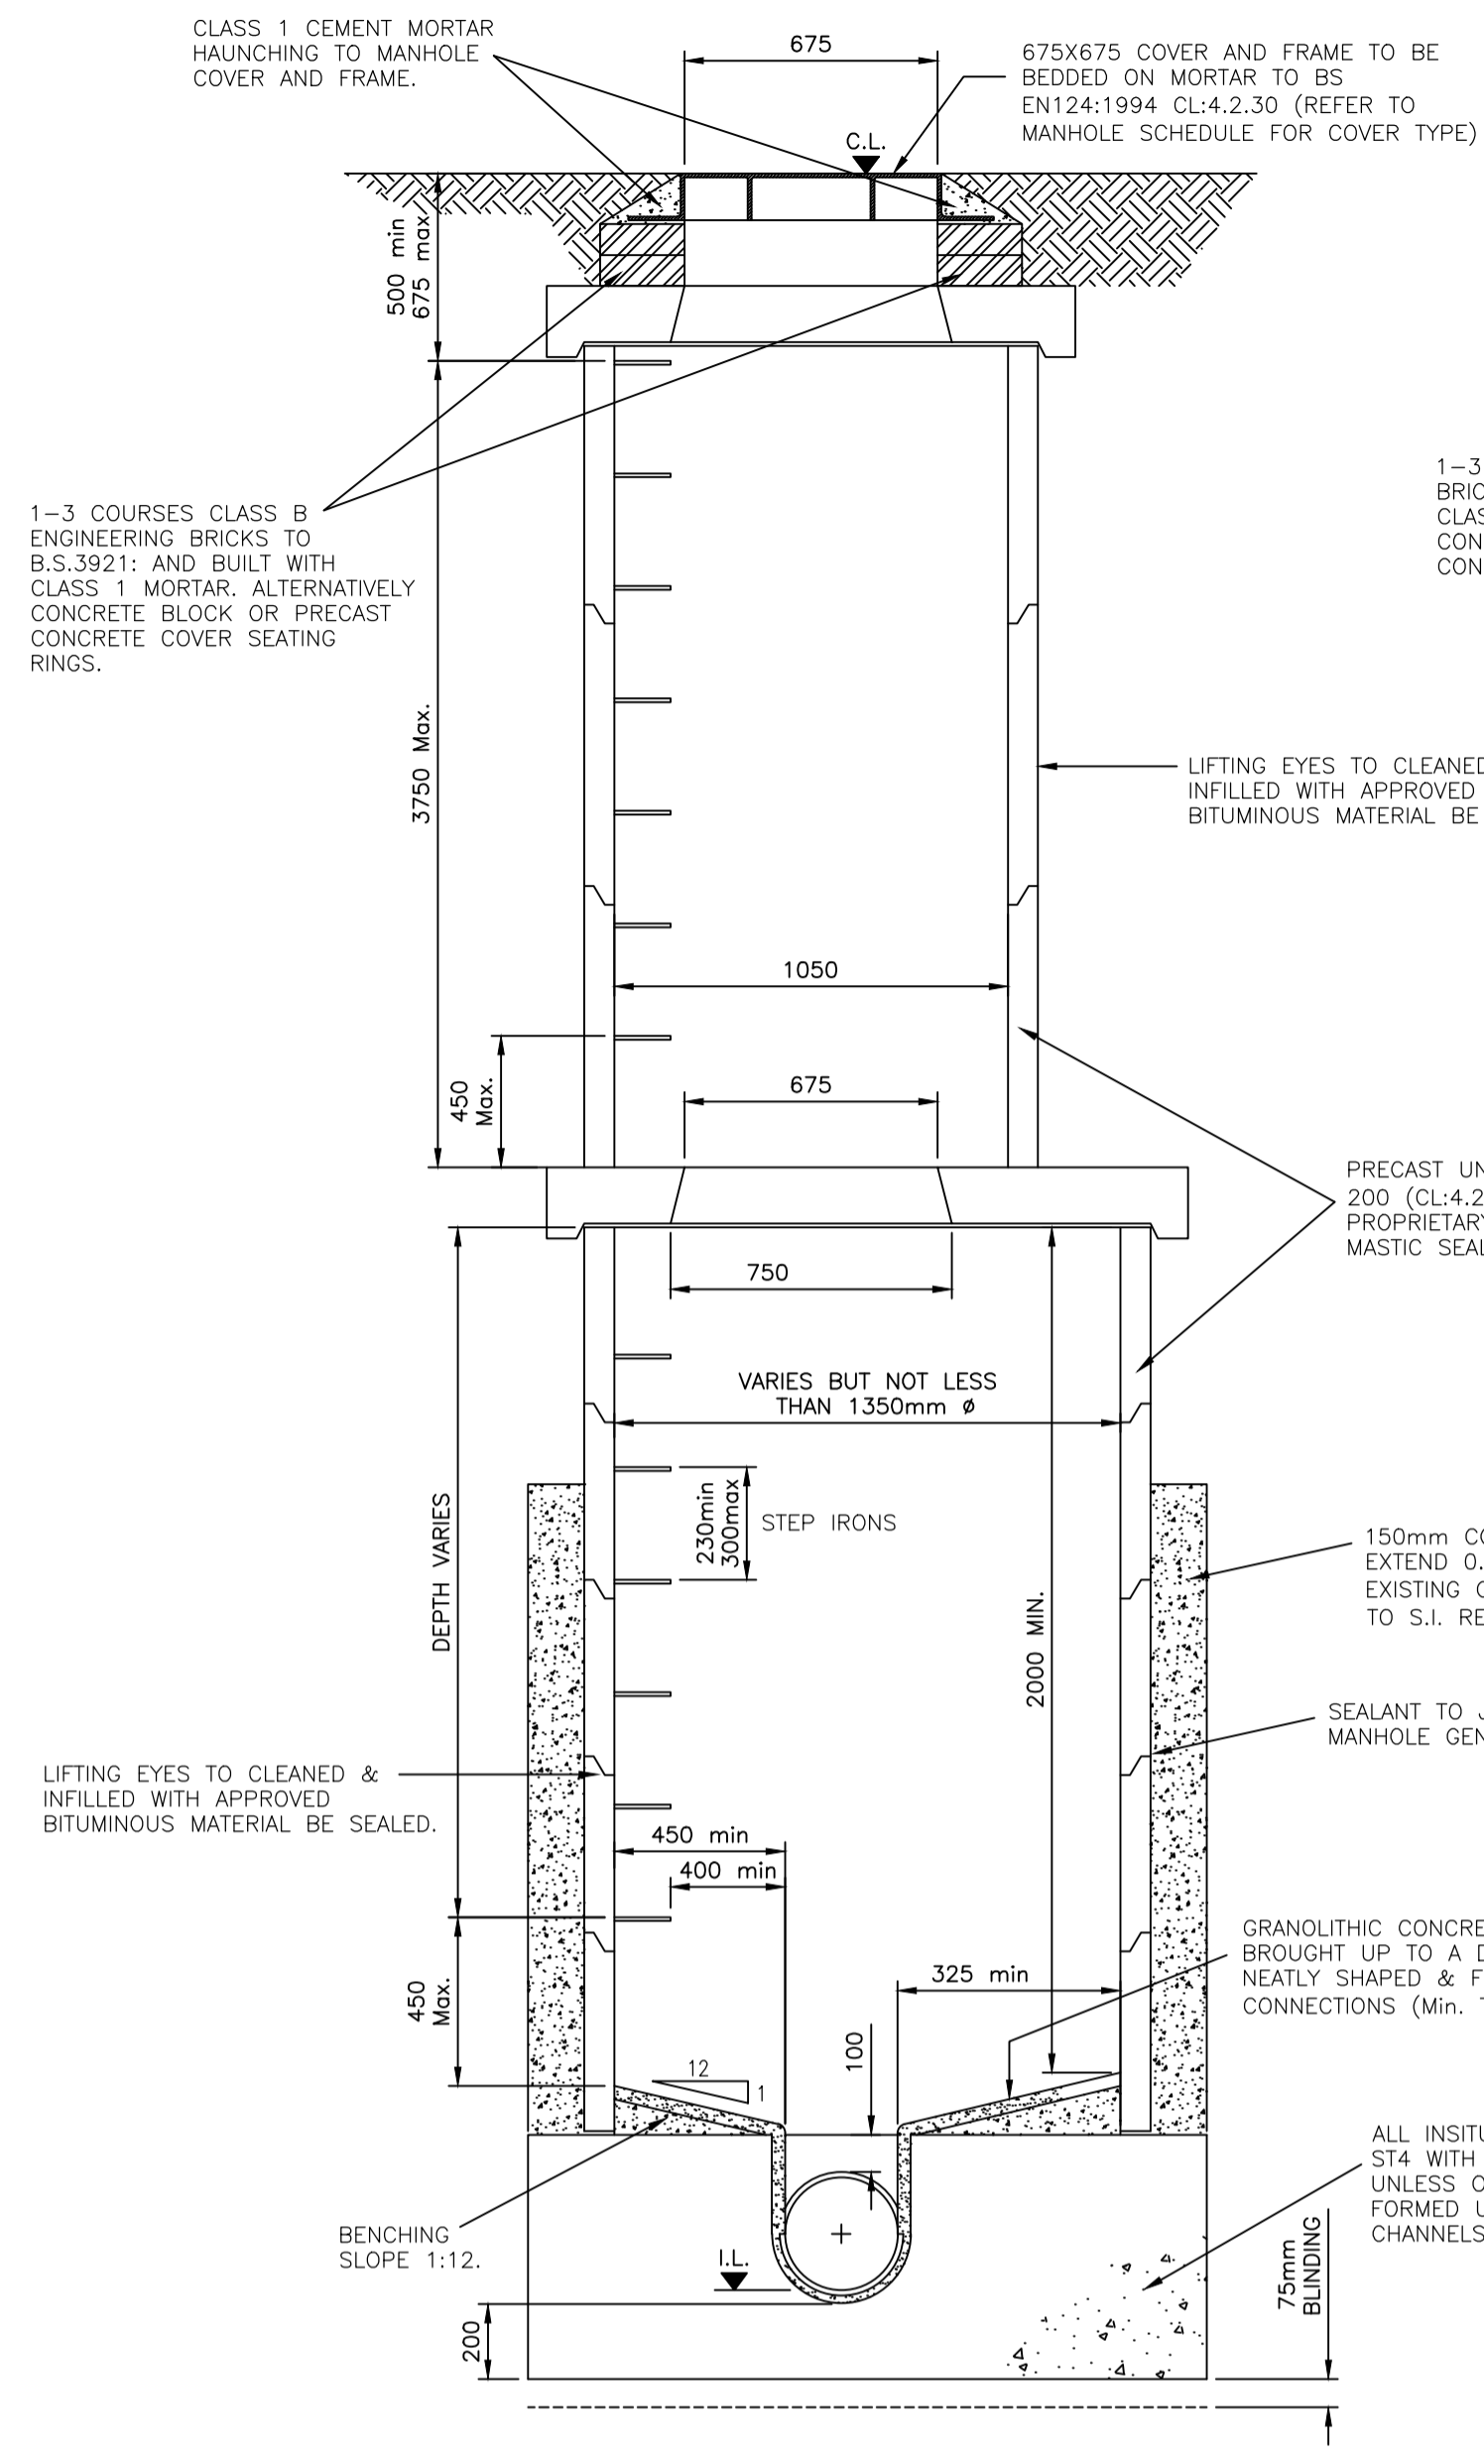 CLASS 1 CEMENT MORTAR
HAUNCHING TO MANHOLE
COVER AND FRAME.
675
675X675 COVER AND FRAME TO BE
BEDDED ON MORTAR TO BS
EN124:1994 CL:4.2.30 (REFER TO
MANHOLE SCHEDULE FOR COVER TYPE)
C.L.
500 min
675 max
1-3 COURSES CLASS B
ENGINEERING BRICKS TO
B.S.3921: AND BUILT WITH
CLASS 1 MORTAR. ALTERNATIVELY
CONCRETE BLOCK OR PRECAST
CONCRETE COVER SEATING
RINGS.
1-3
BRIC
CLAS
CON
CON
3750 Max.
LIFTING EYES TO CLEANED
INFILLED WITH APPROVED
BITUMINOUS MATERIAL BE
1050
450
Max.
675
PRECAST UN
200 (CL:4.2
PROPRIETARY
MASTIC SEAL
750
VARIES BUT NOT LESS
THAN 1350mm ø
230min
300max
STEP IRONS
DEPTH VARIES
2000 MIN.
150mm CO
EXTEND 0.
EXISTING G
TO S.I. RE
SEALANT TO J
MANHOLE GEN
LIFTING EYES TO CLEANED &
INFILLED WITH APPROVED
BITUMINOUS MATERIAL BE SEALED.
450 min
400 min
450
Max.
325 min
GRANOLITHIC CONCRE
BROUGHT UP TO A D
NEATLY SHAPED & F
CONNECTIONS (Min. T
100
12
1
BENCHING
SLOPE 1:12.
I.L.
200
ALL INSITU
ST4 WITH
UNLESS O
FORMED U
CHANNELS
75mm
BLINDING